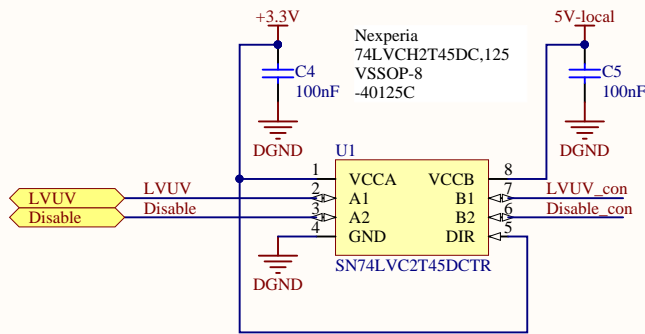 +3.3V
5V-local
Nexperia
74LVCH2T45DC,125
VSSOP-8
-40125C
C4
100nF
C5
100nF
DGND
DGND
U1
1 VCCA VCCB 8
LVUV LVUV 2 A1 B1 7 LVUV_con
Disable Disable 3 A2 B2 6 Disable_con
4 GND DIR 5
DGND
SN74LVC2T45DCTR